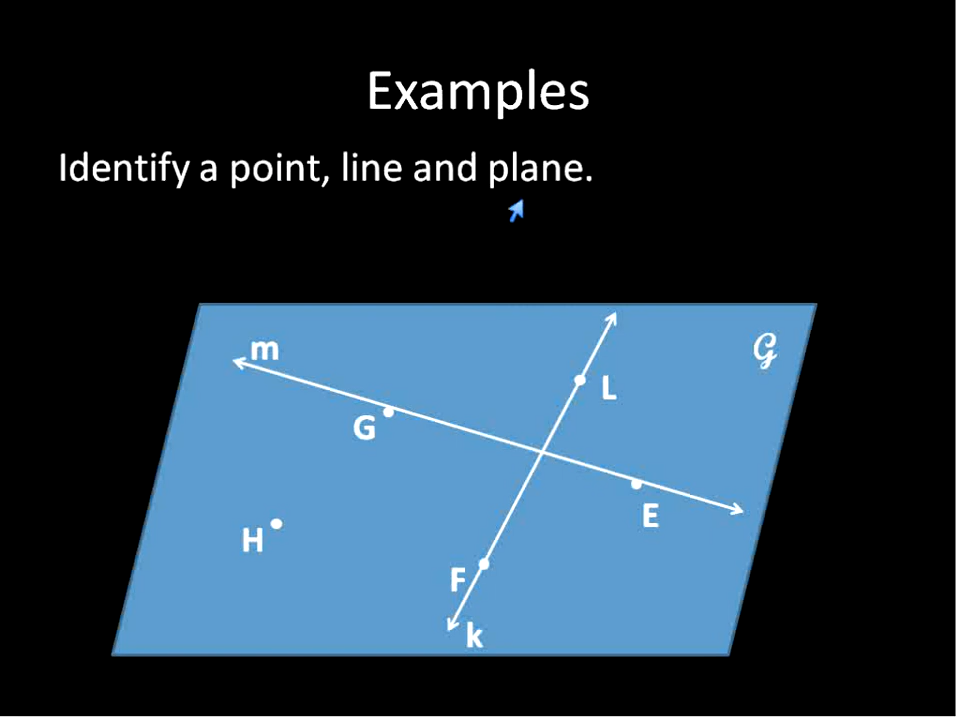 Examples
Identify a point, line and plane.
m
𝒢
L
G
E
H
F
k